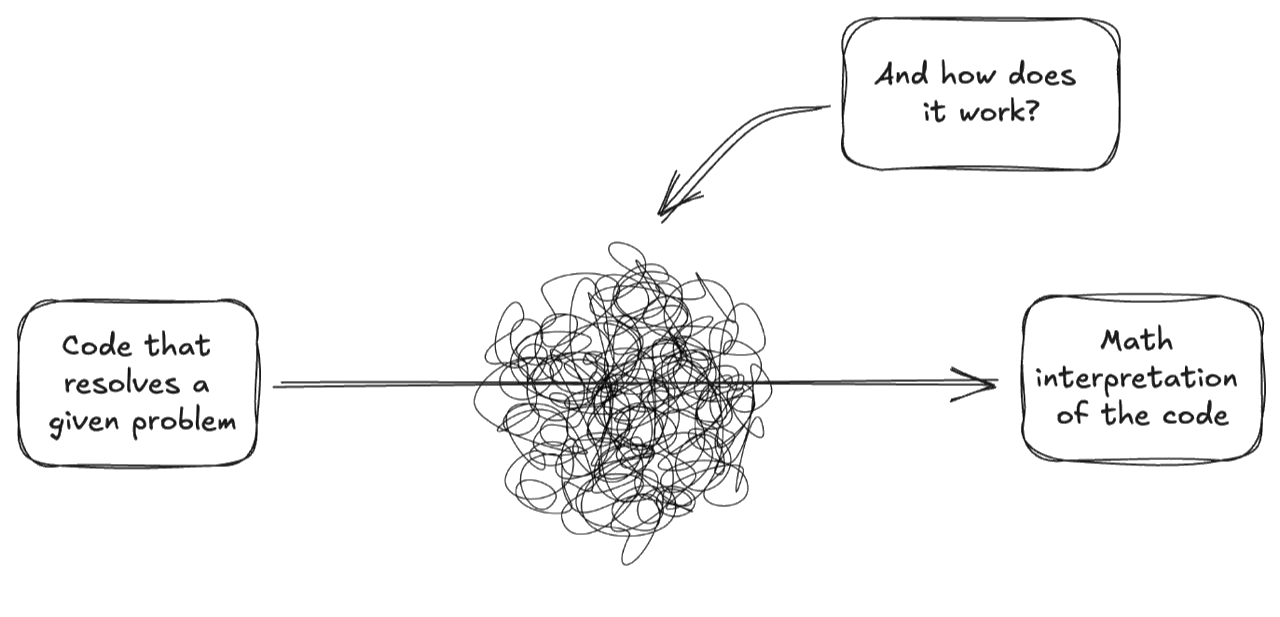 And how does
it work?
Code that
resolves a
given problem
Math
interpretation
of the code